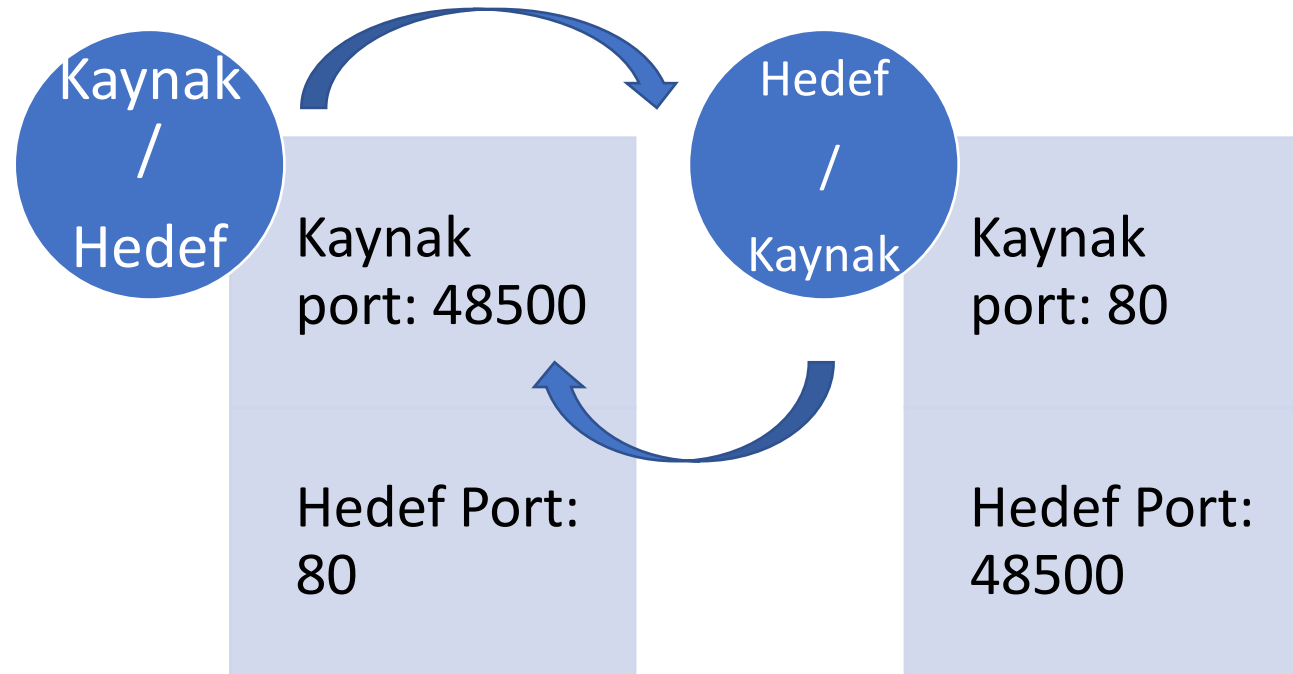 Kaynak
/
Hedef
Kaynak
port: 48500
Hedef Port:
80
Hedef
/
Kaynak
Kaynak
port: 80
Hedef Port:
48500